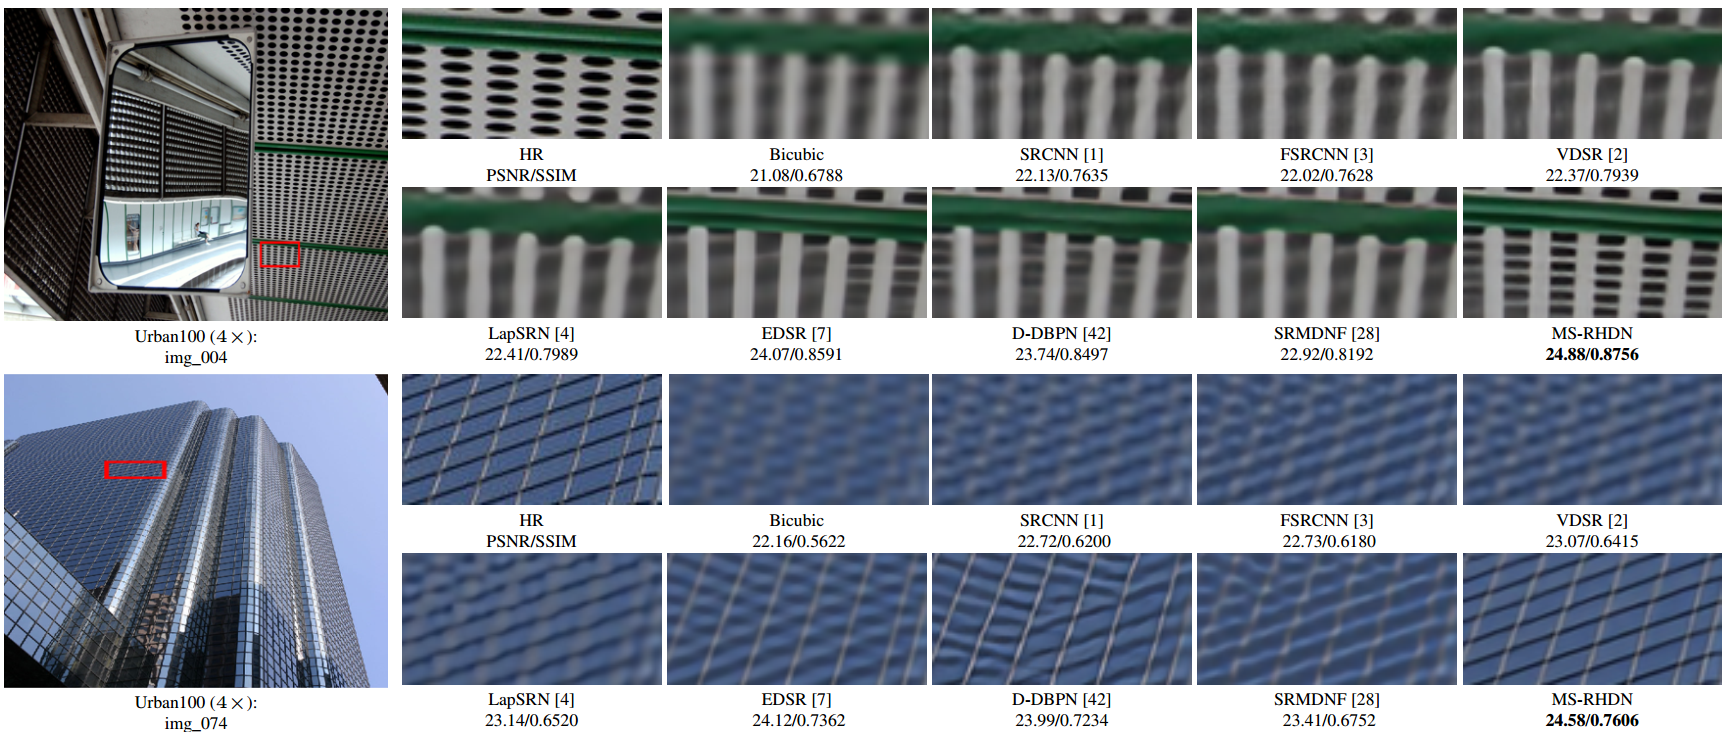 HR
PSNR/SSIM
Bicubic
21.08/0.6788
SRCNN [1]
22.13/0.7635
FSRCNN [3]
22.02/0.7628
VDSR [2]
22.37/0.7939
Urban100 (4×):
img_004
LapSRN [4]
22.41/0.7989
EDSR [7]
24.07/0.8591
D-DBPN [42]
23.74/0.8497
SRMDNF [28]
22.92/0.8192
MS-RHDN
24.88/0.8756
HR
PSNR/SSIM
Bicubic
22.16/0.5622
SRCNN [1]
22.72/0.6200
FSRCNN [3]
22.73/0.6180
VDSR [2]
23.07/0.6415
Urban100 (4×):
img_074
LapSRN [4]
23.14/0.6520
EDSR [7]
24.12/0.7362
D-DBPN [42]
23.99/0.7234
SRMDNF [28]
23.41/0.6752
MS-RHDN
24.58/0.7606